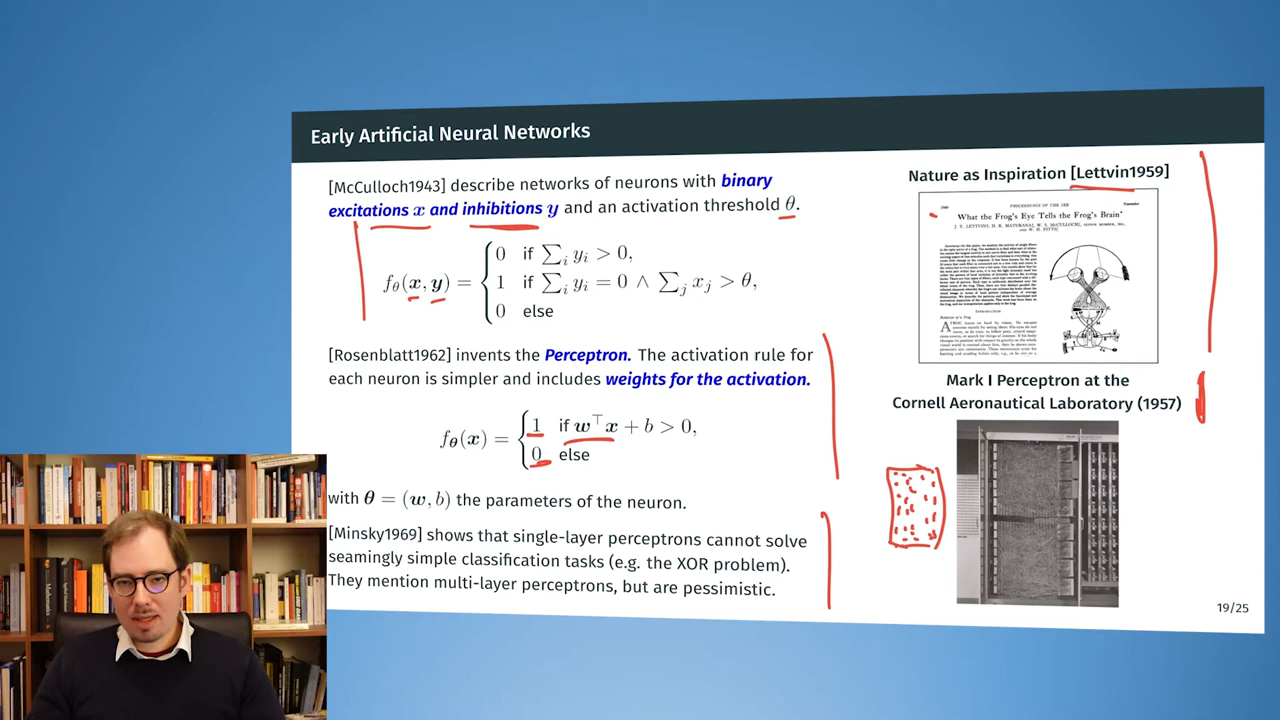 Early Artificial Neural Networks
[McCulloch1943] describe networks of neurons with binary
excitations x and inhibitions y and an activation threshold θ.
fθ(x, y) = { 0 if ∑i yi > 0,
1 if ∑i yi = 0 ∧ ∑j xj > θ,
0 else
[Rosenblatt1962] invents the Perceptron. The activation rule for
each neuron is simpler and includes weights for the activation.
fθ(x) = { 1 if w⊤x + b > 0,
0 else
with θ = (w, b) the parameters of the neuron.
[Minsky1969] shows that single-layer perceptrons cannot solve
seamingly simple classification tasks (e.g. the XOR problem).
They mention multi-layer perceptrons, but are pessimistic.
Nature as Inspiration [Lettvin1959]
PROCEEDINGS OF THE IRE
What the Frog's Eye Tells the Frog's Brain*
Mark I Perceptron at the
Cornell Aeronautical Laboratory (1957)
19/25